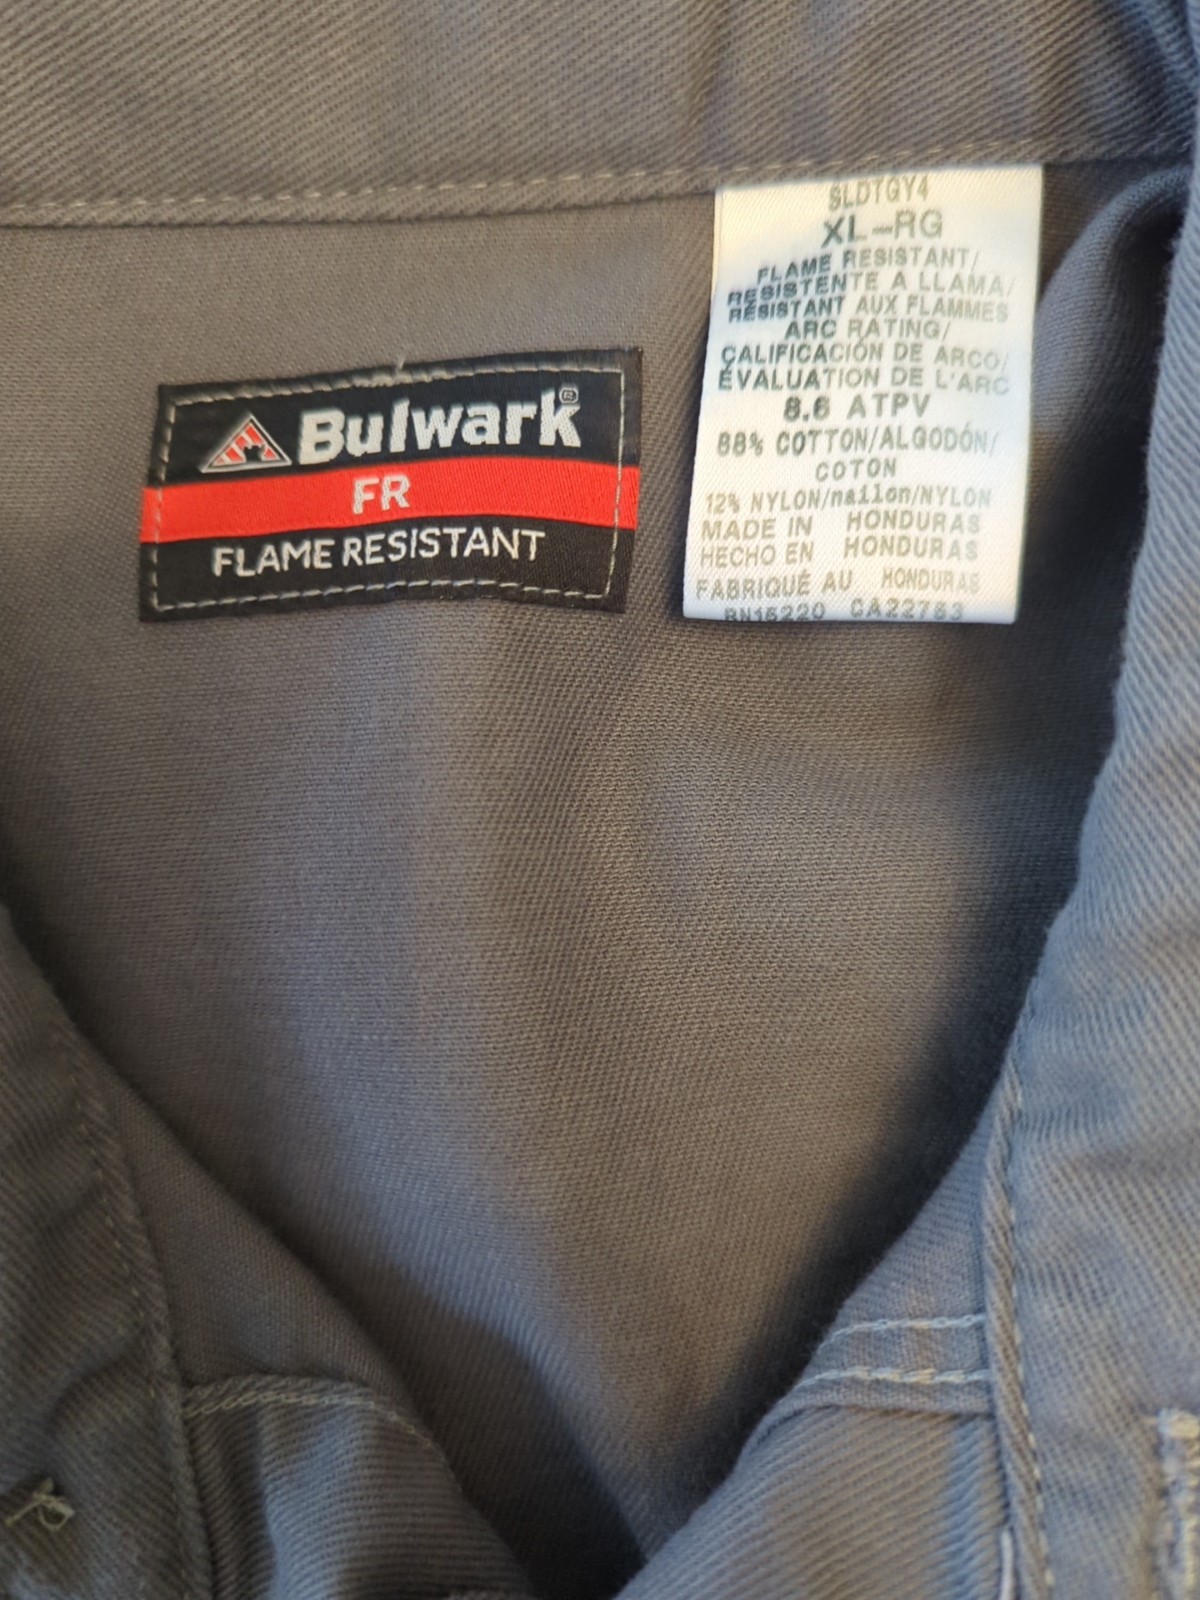 Bulwark®
FR
FLAME RESISTANT
SLDTGY4
XL-RG
FLAME RESISTANT/
RESISTENTE A LLAMA/
RÉSISTANT AUX FLAMMES
ARC RATING/
CALIFICACIÓN DE ARCO/
ÉVALUATION DE L'ARC
8.6 ATPV
88% COTTON/ALGODÓN/
COTON
12% NYLON/nailon/NYLON
MADE IN HONDURAS
HECHO EN HONDURAS
FABRIQUÉ AU HONDURAS
RN15220 CA22763